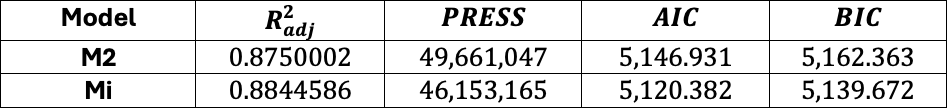 Model R²adj PRESS AIC BIC
M2 0.8750002 49,661,047 5,146.931 5,162.363
Mi 0.8844586 46,153,165 5,120.382 5,139.672